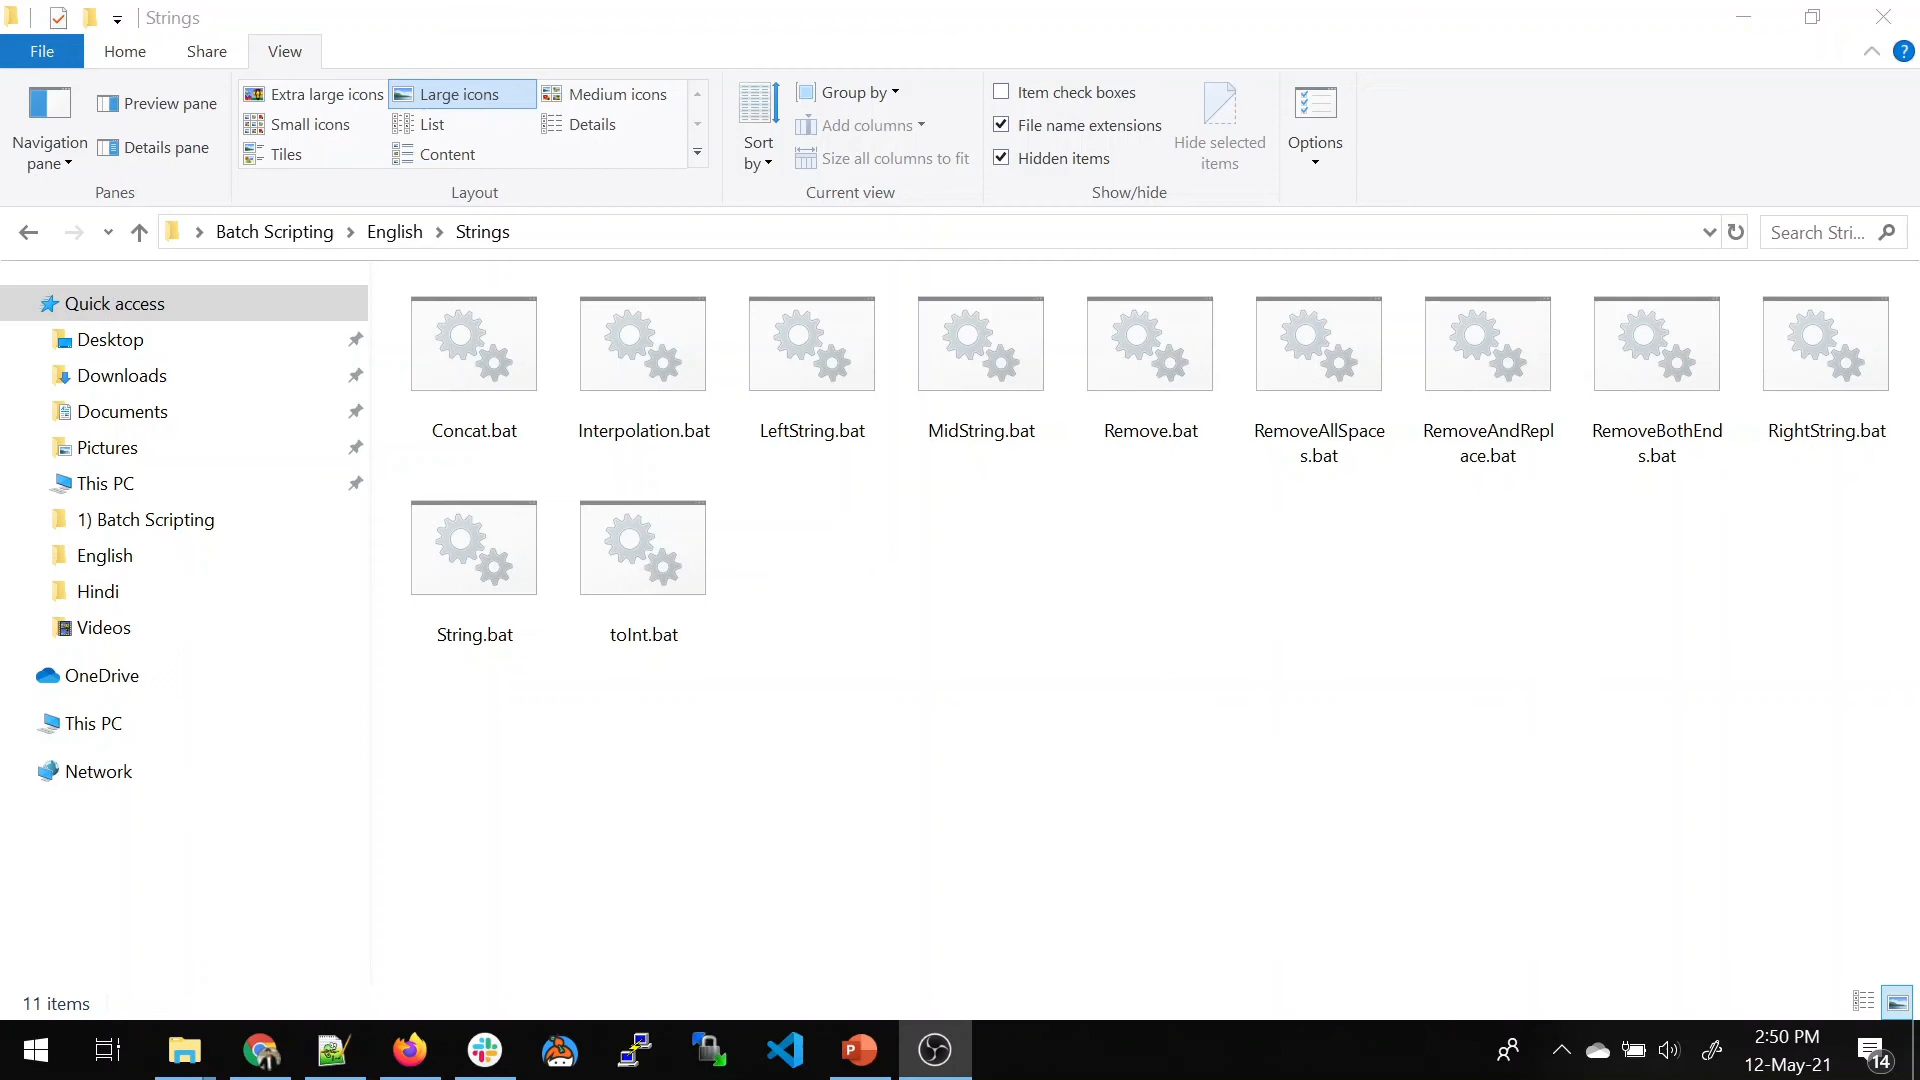 Strings
File
Home
Share
View
Navigation
pane
Preview pane
Details pane
Panes
Extra large icons
Large icons
Medium icons
Small icons
List
Details
Tiles
Content
Layout
Sort
by
Group by
Add columns
Size all columns to fit
Current view
Item check boxes
File name extensions
Hidden items
Hide selected
items
Show/hide
Options
Batch Scripting
English
Strings
Search Stri...
Quick access
Desktop
Downloads
Documents
Pictures
This PC
1) Batch Scripting
English
Hindi
Videos
OneDrive
This PC
Network
Concat.bat
Interpolation.bat
LeftString.bat
MidString.bat
Remove.bat
RemoveAllSpace
s.bat
RemoveAndRepl
ace.bat
RemoveBothEnd
s.bat
RightString.bat
String.bat
toInt.bat
11 items
2:50 PM
12-May-21
14